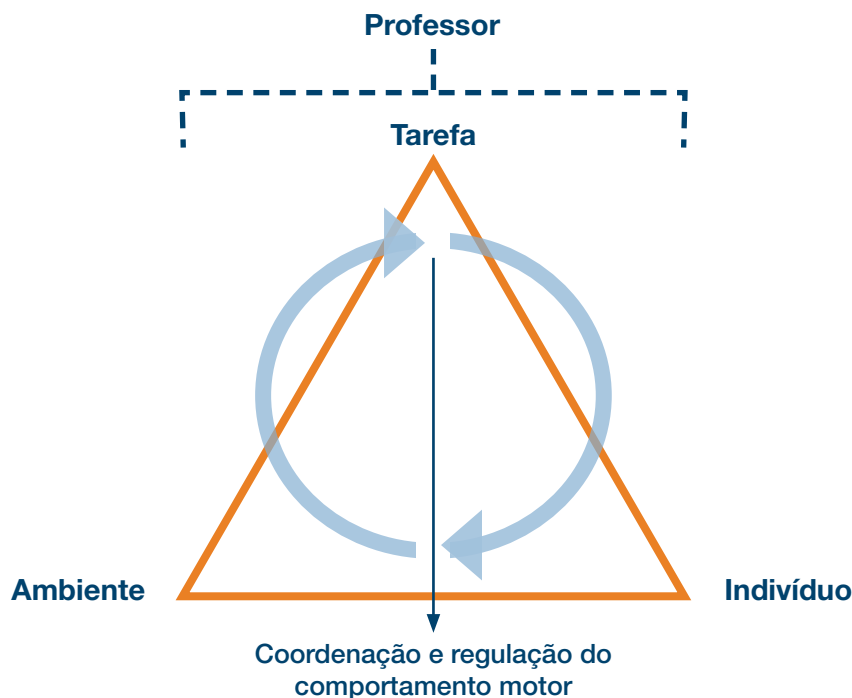 Professor
Tarefa
Ambiente
Indivíduo
Coordenação e regulação do
comportamento motor